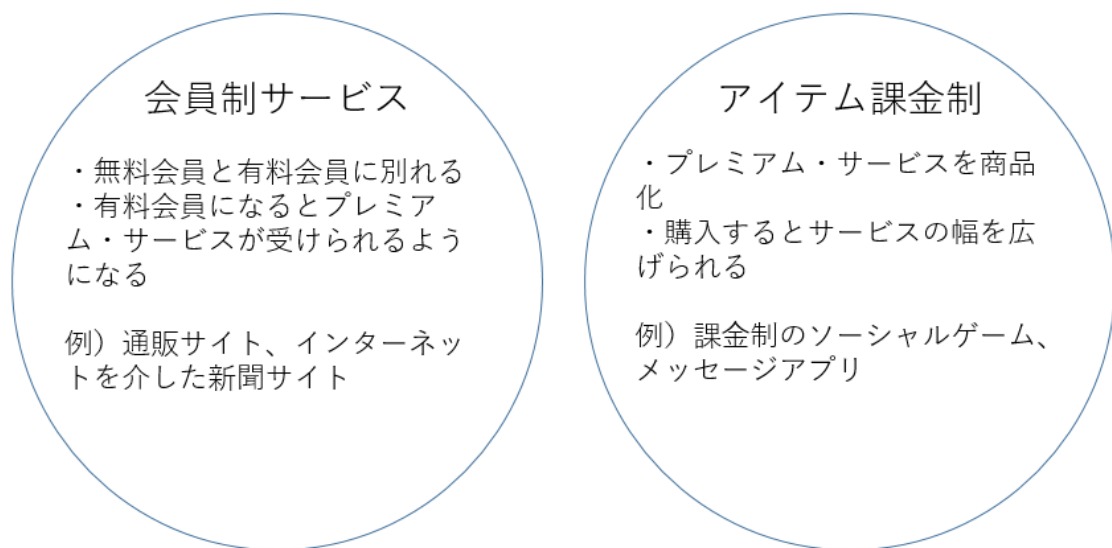 会員制サービス
・無料会員と有料会員に別れる
・有料会員になるとプレミア
ム・サービスが受けられるよう
になる
例）通販サイト、インターネッ
トを介した新聞サイト
アイテム課金制
・プレミアム・サービスを商品
化
・購入するとサービスの幅を広
げられる
例）課金制のソーシャルゲーム、
メッセージアプリ